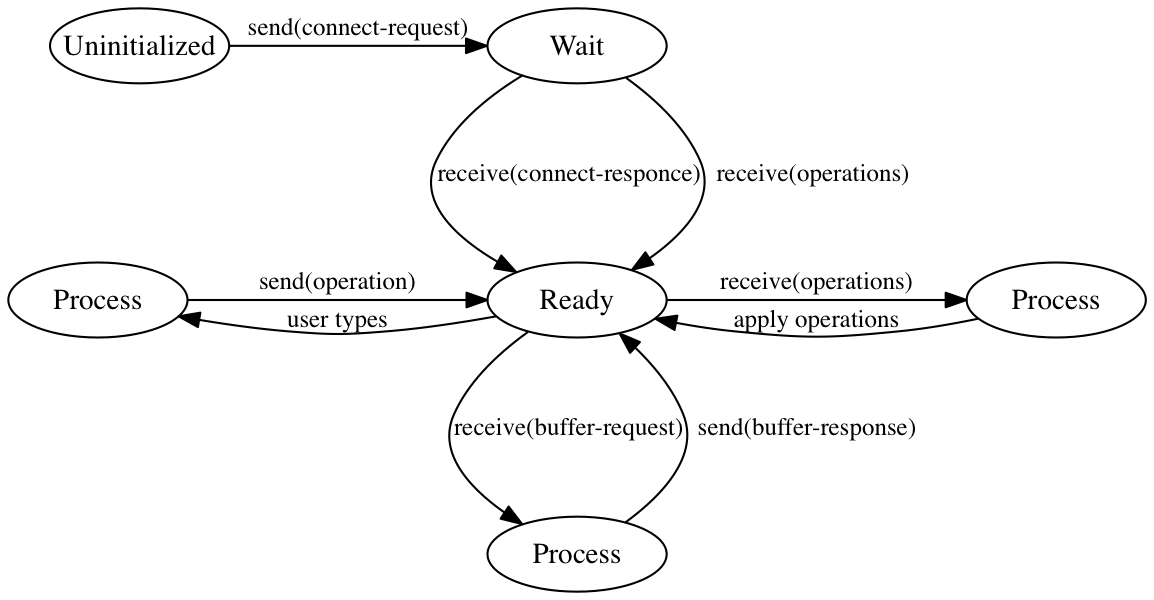 Uninitialized
send(connect-request)
Wait
receive(connect-responce)
receive(operations)
Process
send(operation)
user types
Ready
receive(operations)
apply operations
Process
receive(buffer-request)
send(buffer-response)
Process